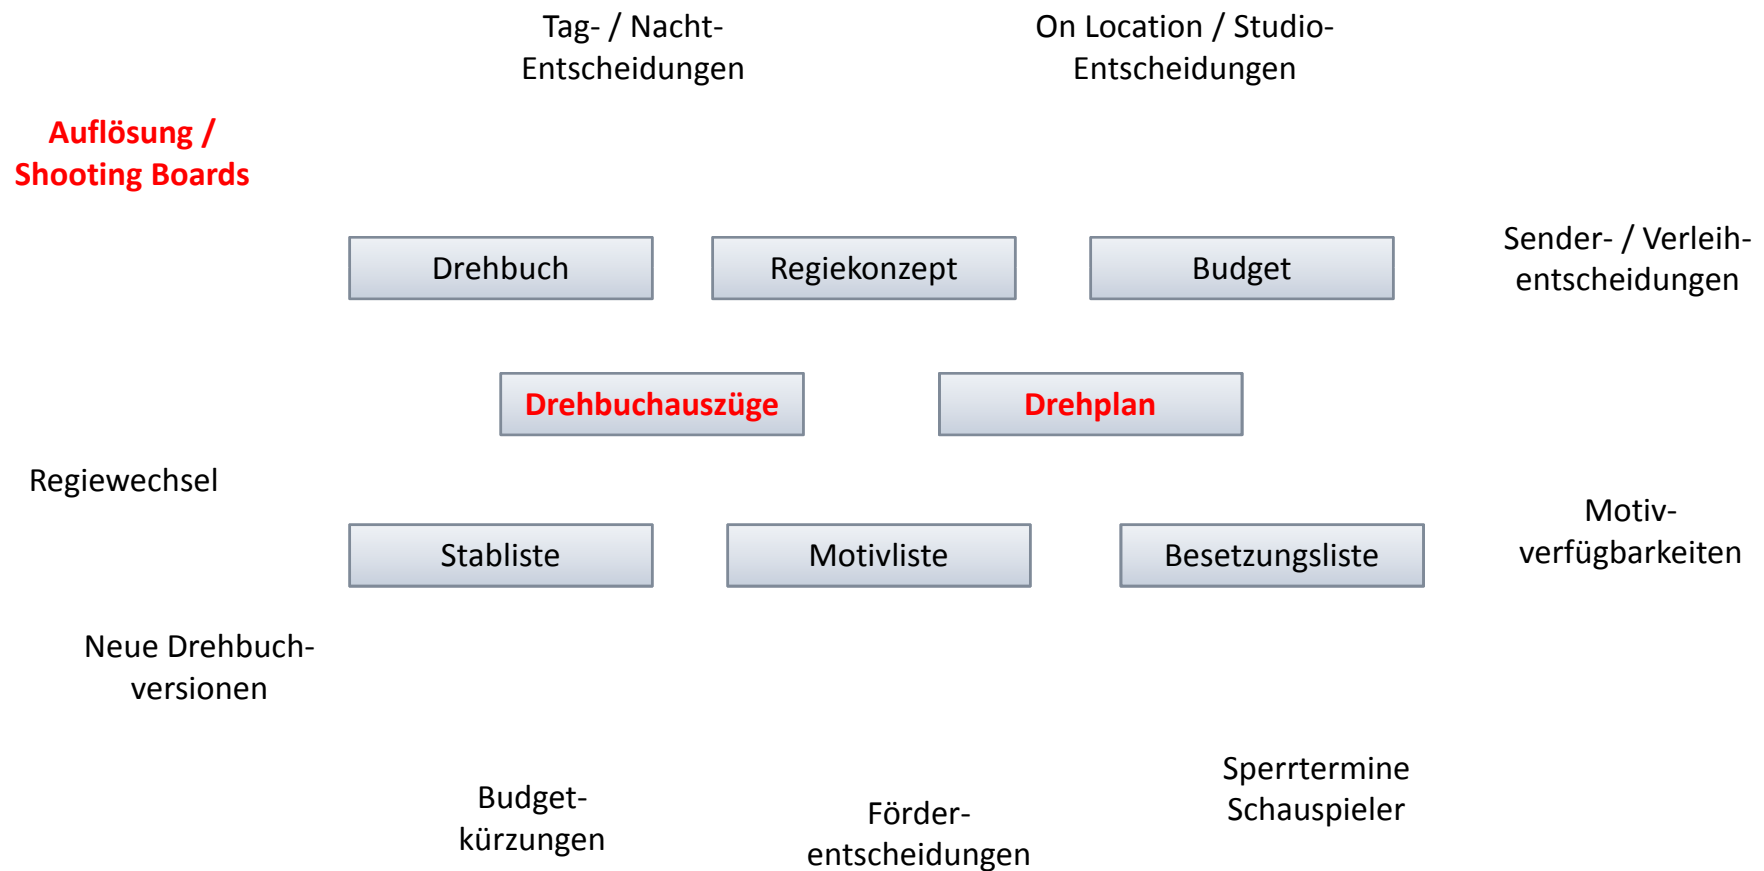 Tag- / Nacht-
Entscheidungen
On Location / Studio-
Entscheidungen
Auflösung /
Shooting Boards
Drehbuch
Regiekonzept
Budget
Sender- / Verleih-
entscheidungen
Drehbuchauszüge
Drehplan
Regiewechsel
Stabliste
Motivliste
Besetzungsliste
Motiv-
verfügbarkeiten
Neue Drehbuch-
versionen
Budget-
kürzungen
Förder-
entscheidungen
Sperrtermine
Schauspieler